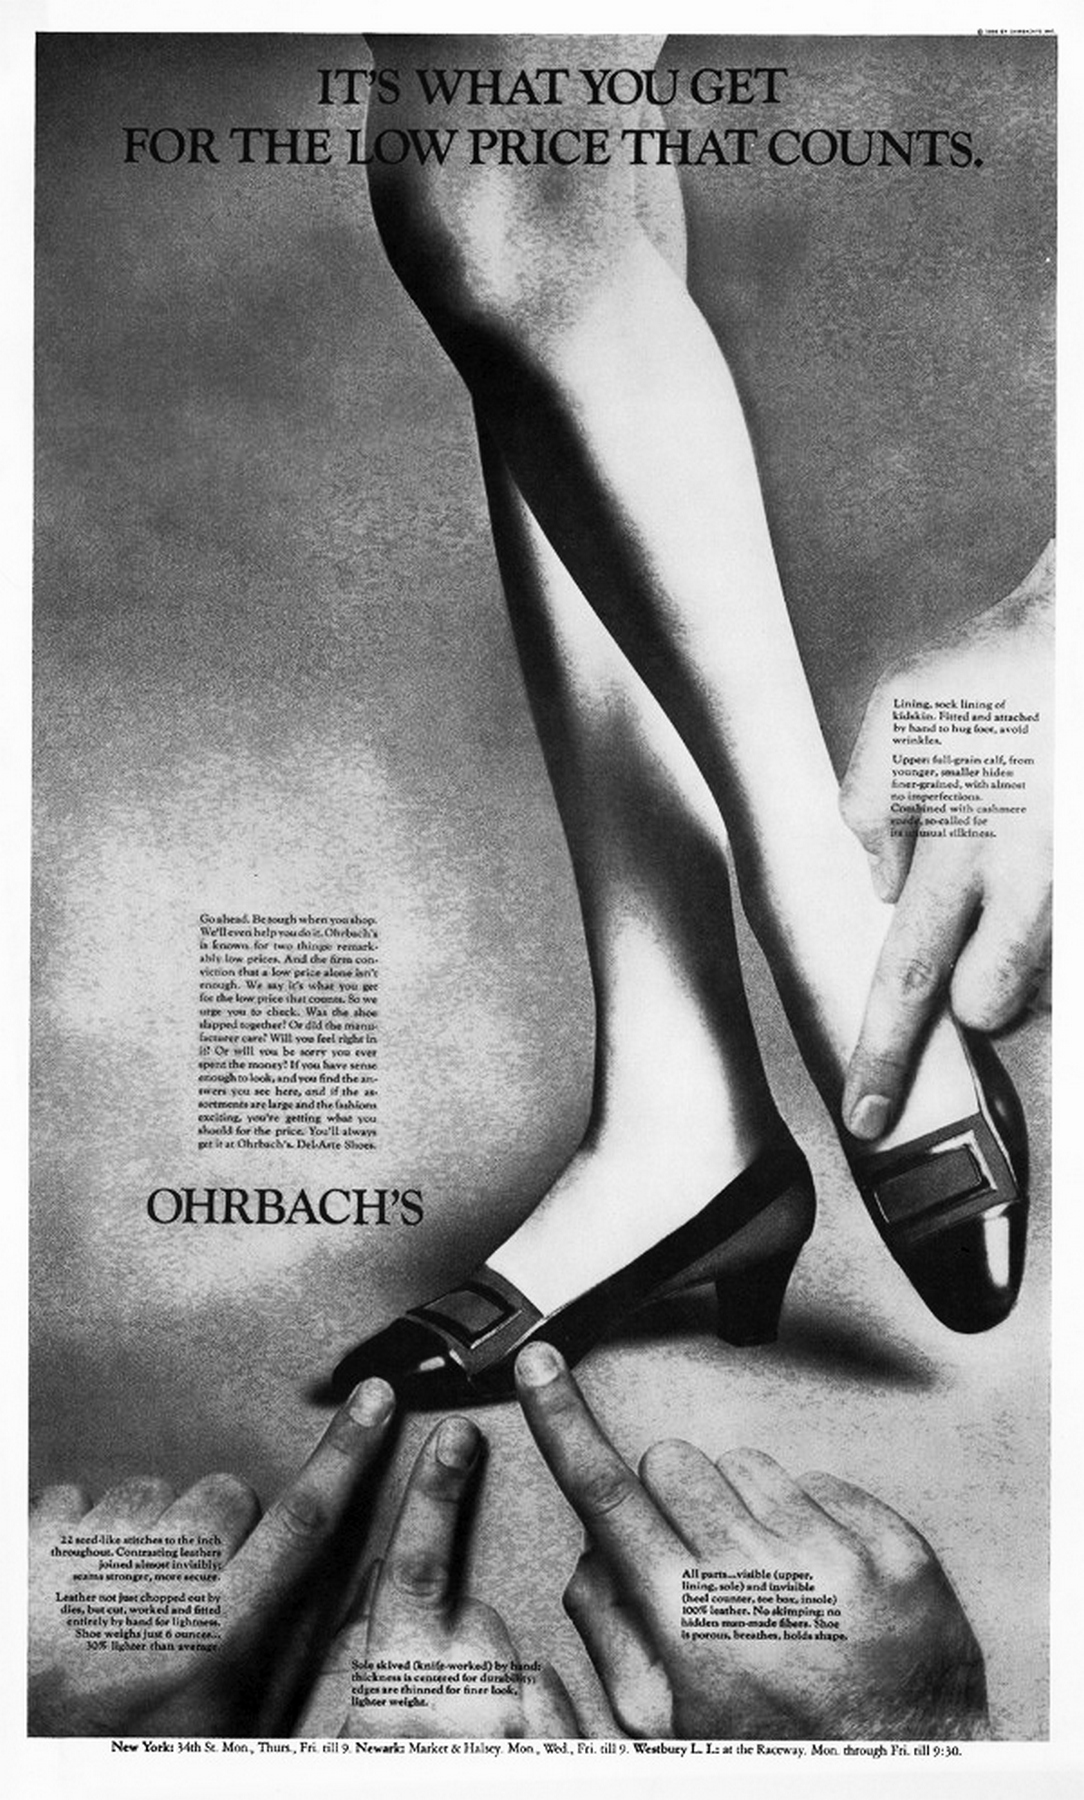 IT'S WHAT YOU GET
FOR THE LOW PRICE THAT COUNTS.
Lining, sock lining of
kidskin. Fitted and attached
by hand to hug foot, avoid
wrinkles.
Upper: full-grain calf, from
younger, smaller hides:
finer-grained, with almost
no imperfections.
Combined with cashmere
suede, so-called for
its unusual silkiness.
Go ahead. Be tough when you shop.
We'll even help you do it. Ohrbach's
is known for two things: remark-
ably low prices. And the firm con-
viction that a low price alone isn't
enough. We say it's what you get
for the low price that counts. So we
urge you to check. Was the shoe
slapped together? Or did the manu-
facturer care? Will you feel right in
it? Or will you be sorry you ever
spent the money? If you have sense
enough to look, and you find the an-
swers you see here, and if the as-
sortments are large and the fashions
exciting, you're getting what you
should for the price. You'll always
get it at Ohrbach's. Del-Arte Shoes.
OHRBACH'S
22 seed-like stitches to the inch
throughout. Contrasting leathers
joined almost invisibly;
seams stronger, more secure.
Leather not just chopped out by
dies, but cut, worked and fitted
entirely by hand for lightness.
Shoe weighs just 6 ounces...
30% lighter than average.
Sole skived (knife-worked) by hand:
thickness is centered for durability;
edges are thinned for finer look,
lighter weight.
All parts...visible (upper,
lining, sole) and invisible
(heel counter, toe box, insole)
100% leather. No skimping; no
hidden man-made fibers. Shoe
is porous, breathes, holds shape.
New York: 34th St. Mon., Thurs., Fri. till 9. Newark: Market & Halsey. Mon., Wed., Fri. till 9. Westbury L. I.: at the Raceway. Mon. through Fri. till 9:30.